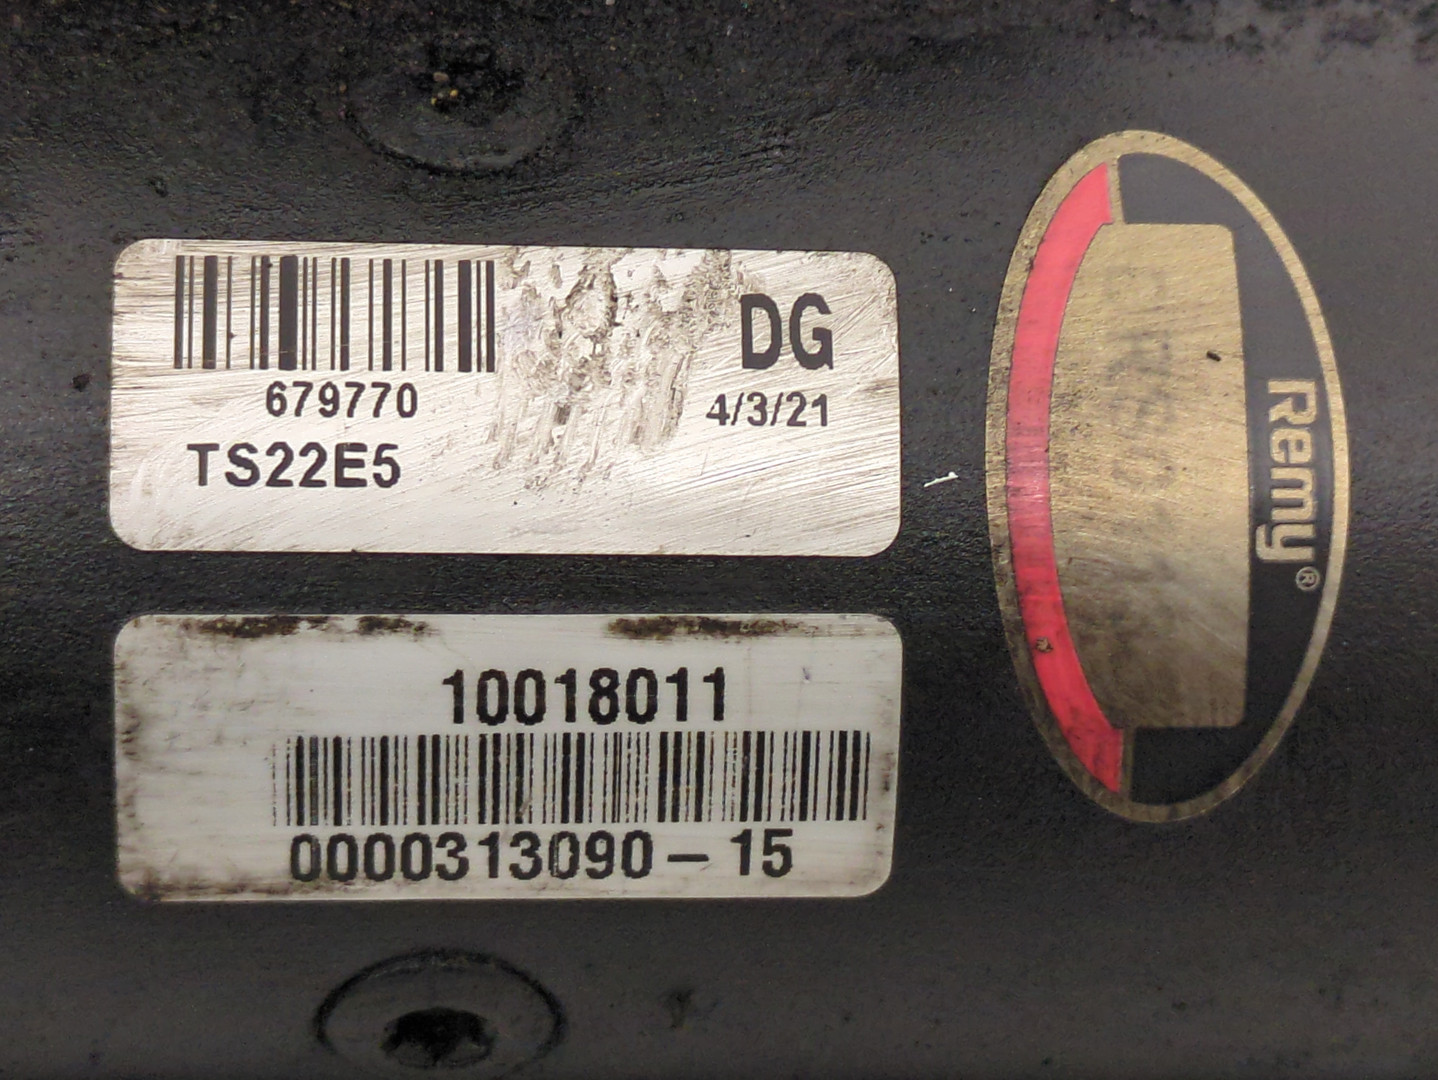 679770
TS22E5
DG
4/3/21
10018011
0000313090-15
Remy®